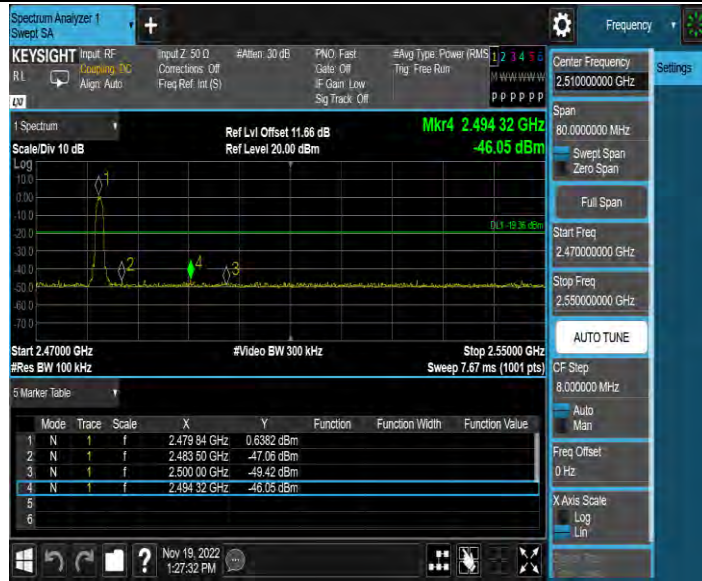 Spectrum Analyzer 1
Swept SA
+
Frequency
KEYSIGHT
RL
Input: RF
Coupling: DC
Align: Auto
Input Z: 50 Ω
Corrections: Off
Freq Ref: Int (S)
#Atten: 30 dB
PNO: Fast
Gate: Off
IF Gain: Low
Sig Track: Off
#Avg Type: Power (RMS
Trig: Free Run
1 2 3 4 5 6
M W W W W W
P P P P P P
Center Frequency
2.510000000 GHz
Settings
Span
80.0000000 MHz
Swept Span
Zero Span
Full Span
Start Freq
2.470000000 GHz
Stop Freq
2.550000000 GHz
AUTO TUNE
CF Step
8.000000 MHz
Auto
Man
Freq Offset
0 Hz
X Axis Scale
Log
Lin
1 Spectrum
Scale/Div 10 dB
Ref Lvl Offset 11.66 dB
Ref Level 20.00 dBm
Mkr4 2.494 32 GHz
-46.05 dBm
Log
10.0
0.00
-10.0
-20.0
-30.0
-40.0
-50.0
-60.0
-70.0
1
2
4
3
DL1 -19.36 dBm
Start 2.47000 GHz
#Video BW 300 kHz
Stop 2.55000 GHz
#Res BW 100 kHz
Sweep 7.67 ms (1001 pts)
5 Marker Table
Mode Trace Scale X Y Function Function Width Function Value
1 N 1 f 2.479 84 GHz 0.6382 dBm
2 N 1 f 2.483 50 GHz -47.06 dBm
3 N 1 f 2.500 00 GHz -49.42 dBm
4 N 1 f 2.494 32 GHz -46.05 dBm
5
6
?
Nov 19, 2022
1:27:32 PM